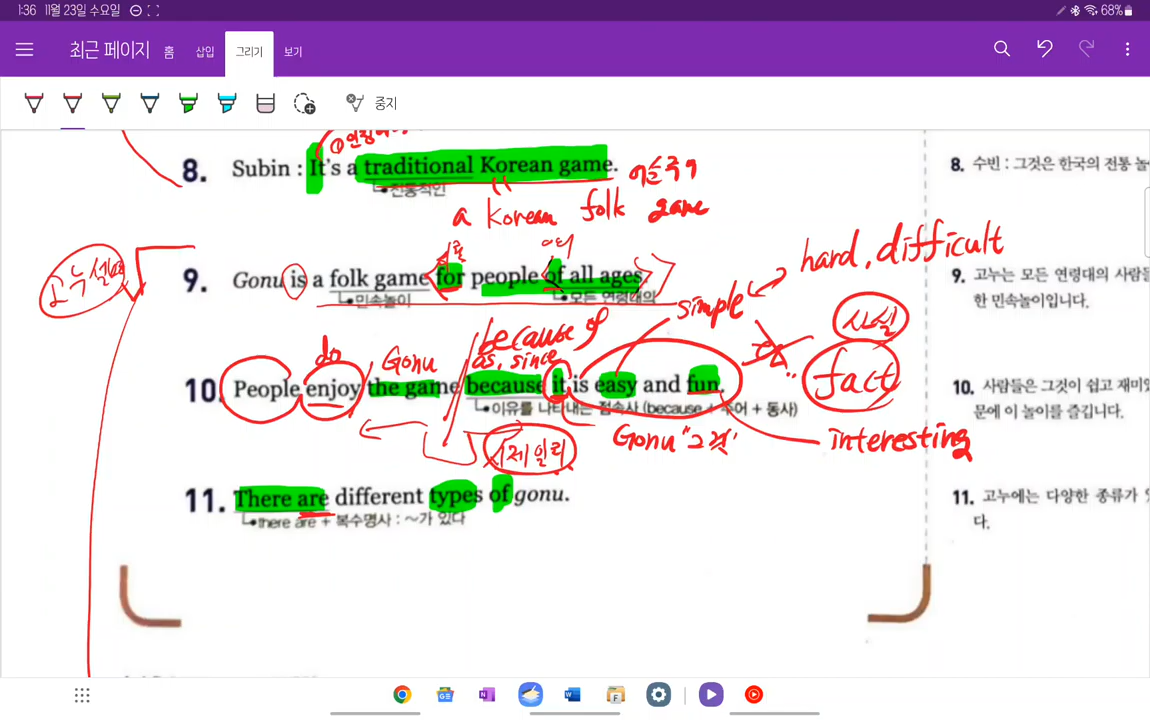 1:36 11월 23일 수요일
68%
최근 페이지 홈 삽입 그리기 보기
중지
8. Subin : It's a traditional Korean game.
전통적인
a Korean folk game
8. 수빈 : 그것은 한국의 전통 놀
hard, difficult
9. Gonu is a folk game for people of all ages
민속놀이
모든 연령대의
9. 고누는 모든 연령대의 사람들
한 민속놀이입니다.
simple
because of
as, since
do
Gonu
사실
fact
10. People enjoy the game because it is easy and fun.
이유를 나타내는 접속사 (because + 주어 + 동사)
10. 사람들은 그것이 쉽고 재미있
문에 이 놀이를 즐깁니다.
Gonu "그것"
interesting
11. There are different types of gonu.
there are + 복수명사 : ~가 있다
11. 고누에는 다양한 종류가 있
다.